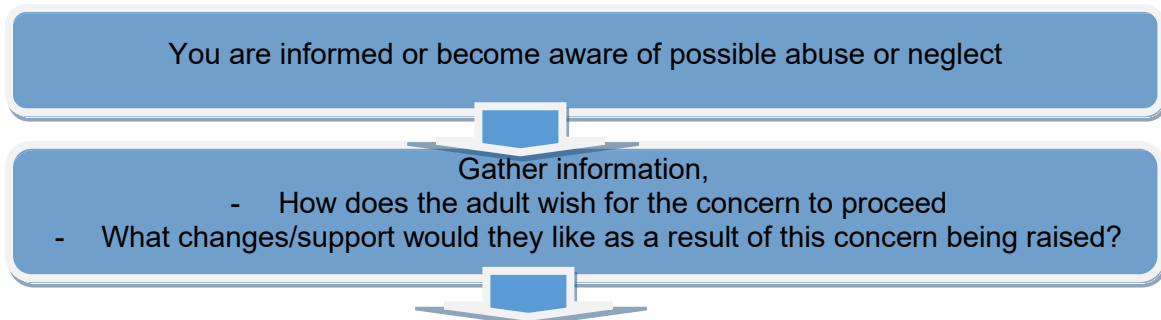 You are informed or become aware of possible abuse or neglect
Gather information,
- How does the adult wish for the concern to proceed
- What changes/support would they like as a result of this concern being raised?